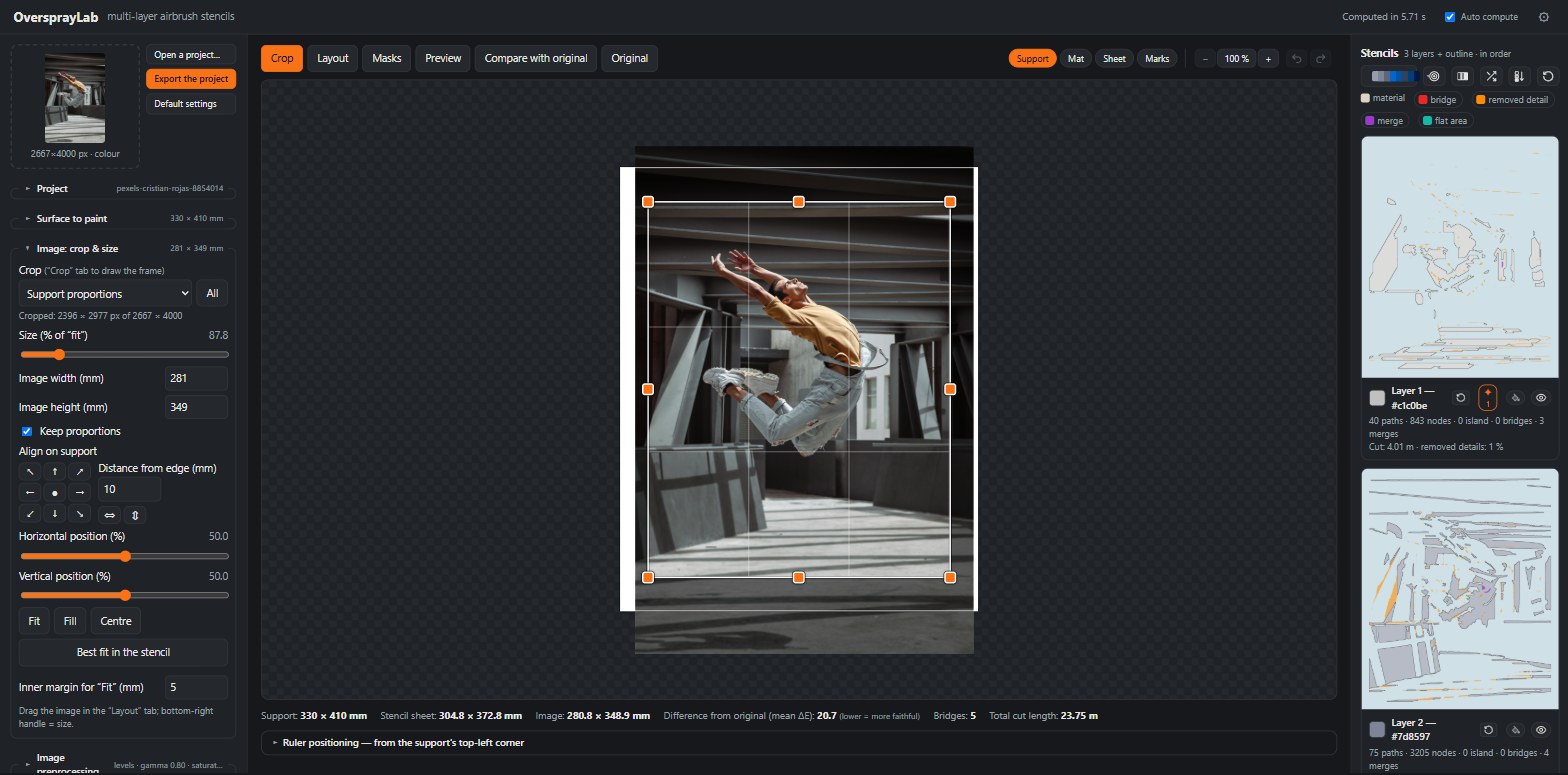 OversprayLab multi-layer airbrush stencils
Computed in 5.71 s
Auto compute
Open a project...
Export the project
Default settings
2667×4000 px · colour
Project pexels-cristian-rojas-8854014
Surface to paint 330 × 410 mm
Image: crop & size 281 × 349 mm
Crop ("Crop" tab to draw the frame)
Support proportions
All
Cropped: 2396 × 2977 px of 2667 × 4000
Size (% of "fit") 87.8
Image width (mm) 281
Image height (mm) 349
Keep proportions
Align on support
Distance from edge (mm)
10
Horizontal position (%) 50.0
Vertical position (%) 50.0
Fit Fill Centre
Best fit in the stencil
Inner margin for "Fit" (mm) 5
Drag the image in the "Layout" tab; bottom-right
handle = size.
Image
preprocessing
levels · gamma 0.80 · saturat...
Crop Layout Masks Preview Compare with original Original
Support Mat Sheet Marks
− 100 % +
Support: 330 × 410 mm Stencil sheet: 304.8 × 372.8 mm Image: 280.8 × 348.9 mm Difference from original (mean ΔE): 20.7 (lower = more faithful) Bridges: 5 Total cut length: 23.75 m
Ruler positioning — from the support's top-left corner
Stencils 3 layers + outline · in order
material bridge removed detail
merge flat area
Layer 1 —
#c1c0be
1
40 paths · 843 nodes · 0 island · 0 bridges · 3
merges
Cut: 4.01 m · removed details: 1 %
Layer 2 —
#7d8597
75 paths · 3205 nodes · 0 island · 0 bridges · 4
merges